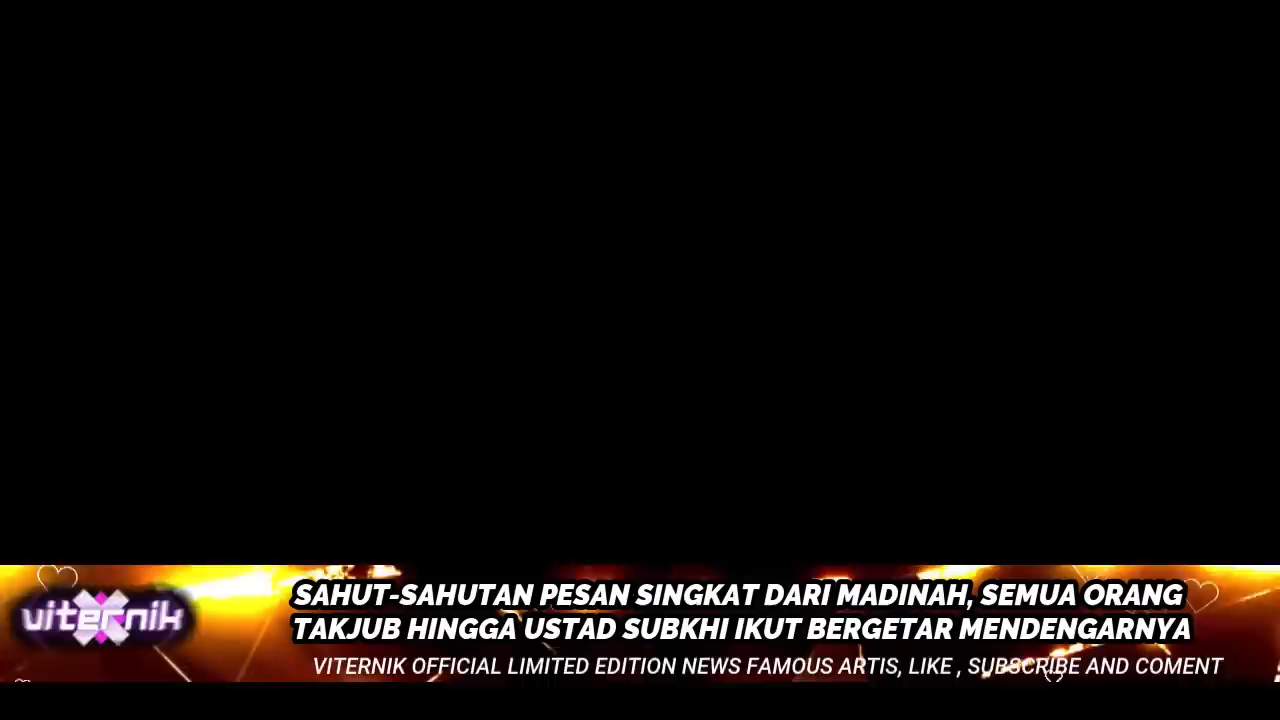 viternik
SAHUT-SAHUTAN PESAN SINGKAT DARI MADINAH, SEMUA ORANG
TAKJUB HINGGA USTAD SUBKHI IKUT BERGETAR MENDENGARNYA
VITERNIK OFFICIAL LIMITED EDITION NEWS FAMOUS ARTIS, LIKE , SUBSCRIBE AND COMENT